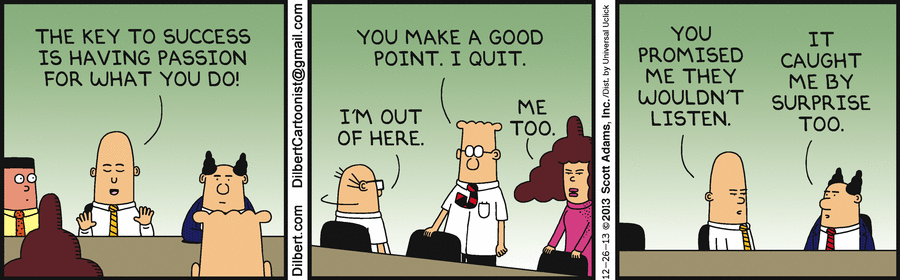 THE KEY TO SUCCESS
IS HAVING PASSION
FOR WHAT YOU DO!
Dilbert.com DilbertCartoonist@gmail.com
YOU MAKE A GOOD
POINT. I QUIT.
I'M OUT
OF HERE.
ME
TOO.
12-26-13 © 2013 Scott Adams, Inc. /Dist. by Universal Uclick
YOU
PROMISED
ME THEY
WOULDN'T
LISTEN.
IT
CAUGHT
ME BY
SURPRISE
TOO.